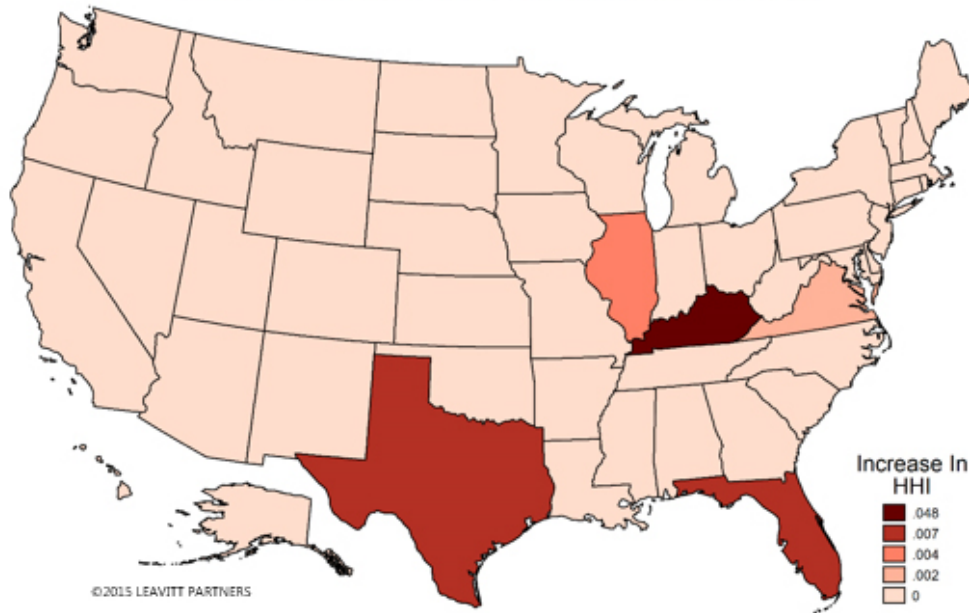 Increase In
HHI
.048
.007
.004
.002
0
©2015 LEAVITT PARTNERS